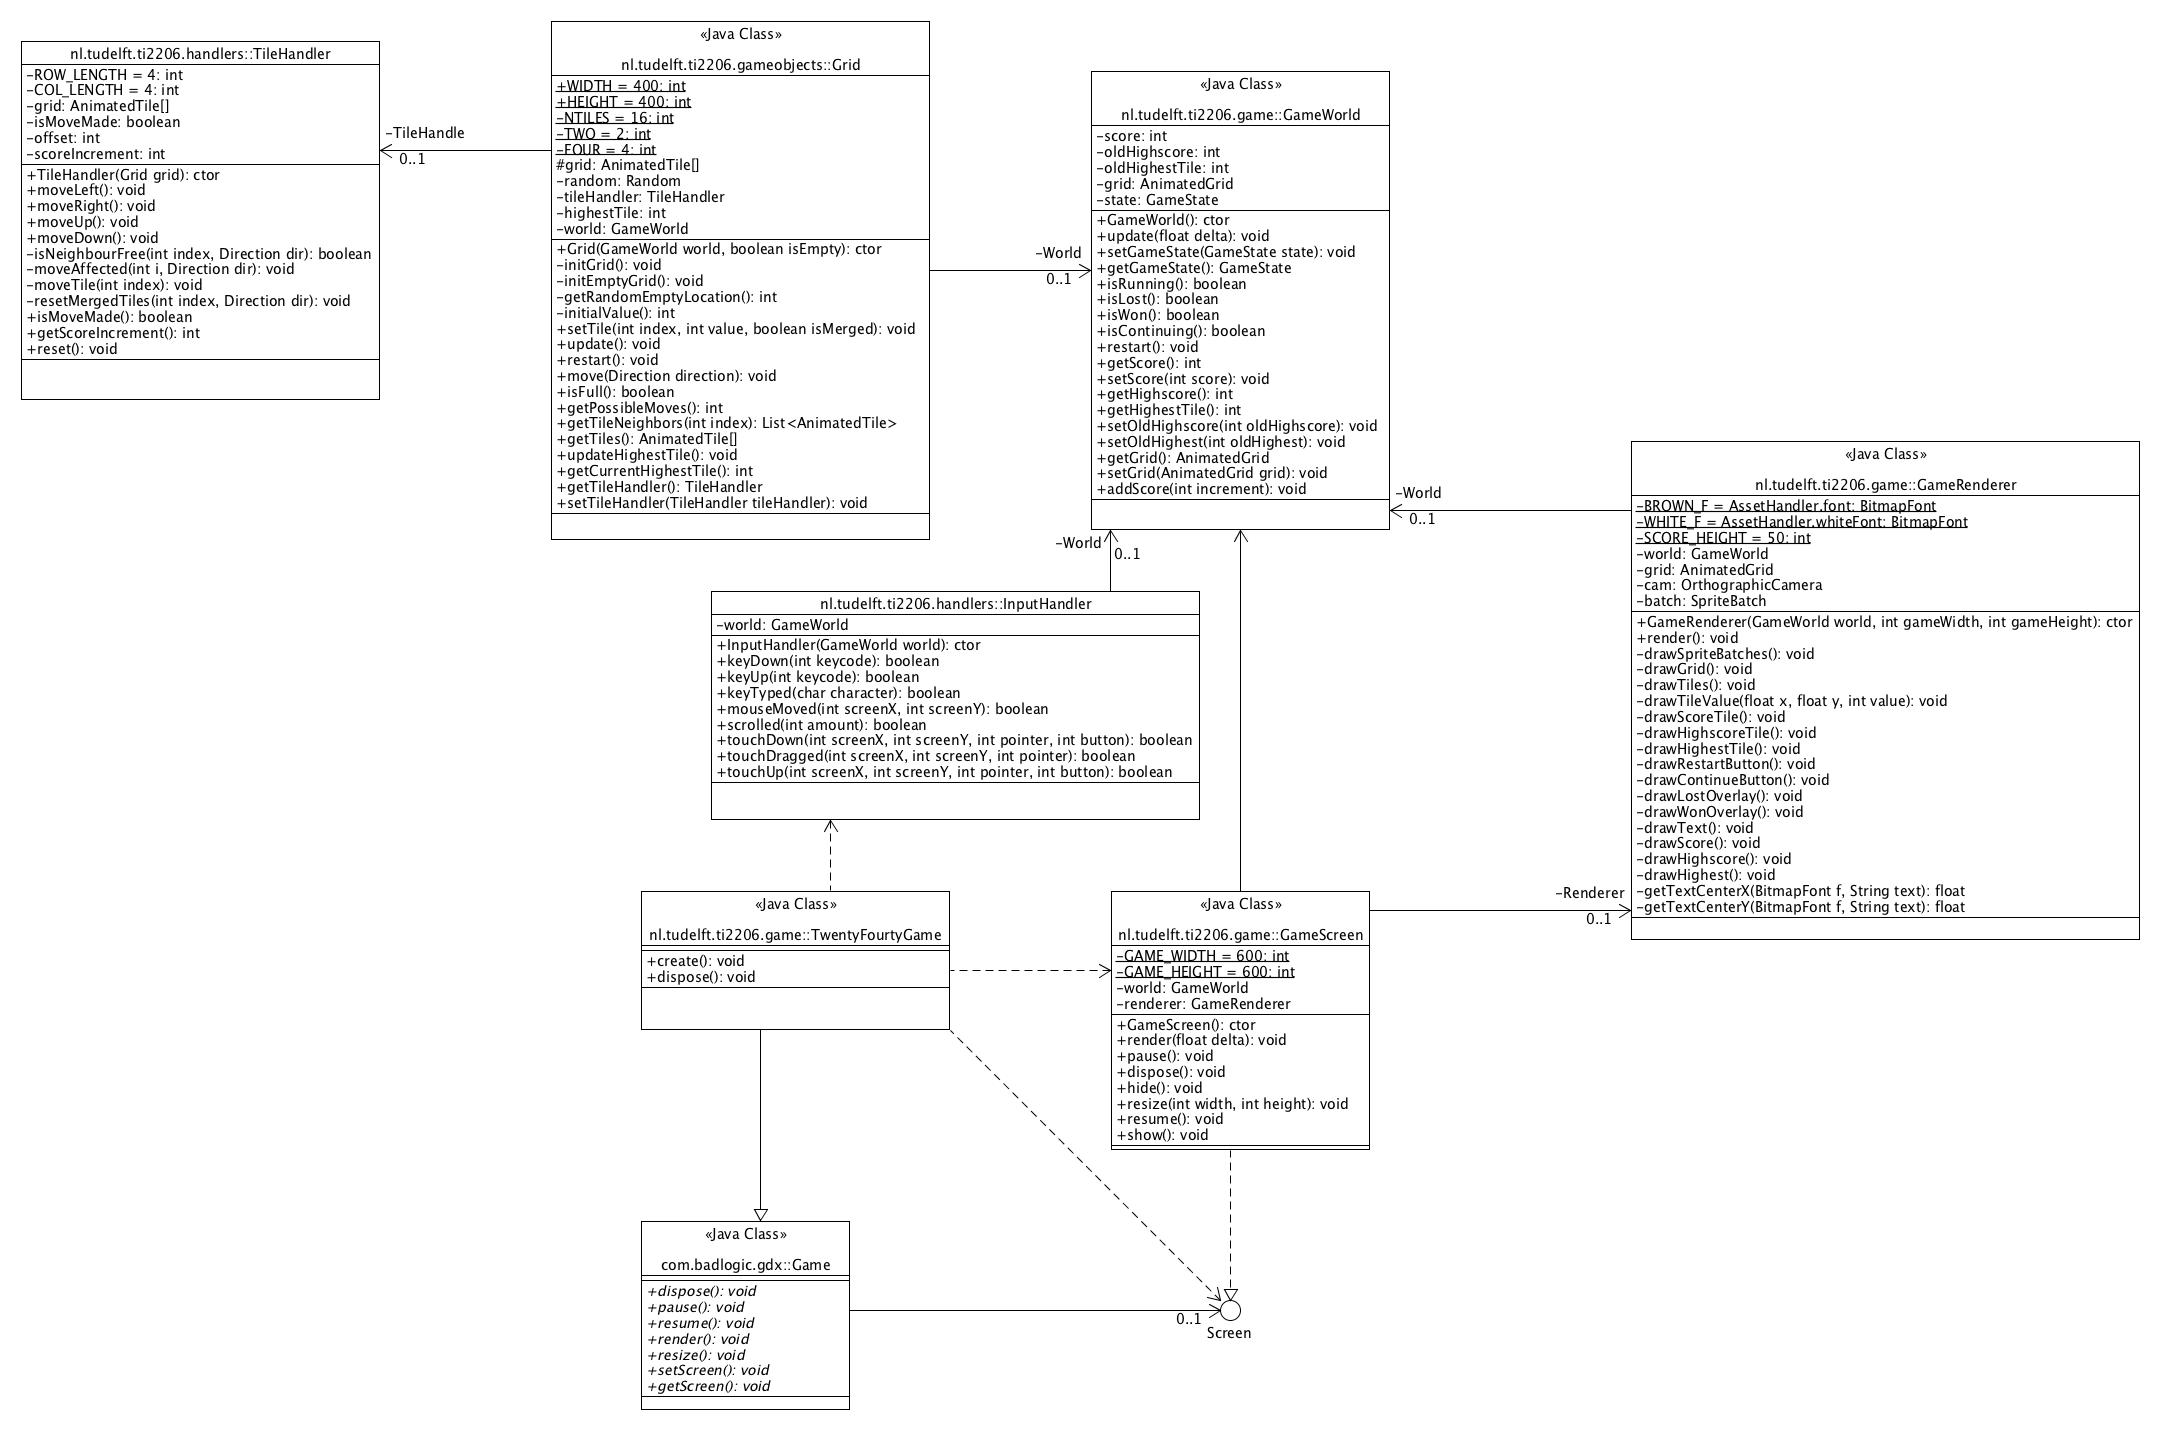 nl.tudelft.ti2206.handlers::TileHandler
-ROW_LENGTH = 4: int
-COL_LENGTH = 4: int
-grid: AnimatedTile[]
-isMoveMade: boolean
-offset: int
-scoreIncrement: int
+TileHandler(Grid grid): ctor
+moveLeft(): void
+moveRight(): void
+moveUp(): void
+moveDown(): void
-isNeighbourFree(int index, Direction dir): boolean
-moveAffected(int i, Direction dir): void
-moveTile(int index): void
-resetMergedTiles(int index, Direction dir): void
+isMoveMade(): boolean
+getScoreIncrement(): int
+reset(): void
-TileHandle
0..1
«Java Class»
nl.tudelft.ti2206.gameobjects::Grid
+WIDTH = 400: int
+HEIGHT = 400: int
-NTILES = 16: int
-TWO = 2: int
-FOUR = 4: int
#grid: AnimatedTile[]
-random: Random
-tileHandler: TileHandler
-highestTile: int
-world: GameWorld
+Grid(GameWorld world, boolean isEmpty): ctor
-initGrid(): void
-initEmptyGrid(): void
-getRandomEmptyLocation(): int
-initialValue(): int
+setTile(int index, int value, boolean isMerged): void
+update(): void
+restart(): void
+move(Direction direction): void
+isFull(): boolean
+getPossibleMoves(): int
+getTileNeighbors(int index): List<AnimatedTile>
+getTiles(): AnimatedTile[]
+updateHighestTile(): void
+getCurrentHighestTile(): int
+getTileHandler(): TileHandler
+setTileHandler(TileHandler tileHandler): void
-World
0..1
«Java Class»
nl.tudelft.ti2206.game::GameWorld
-score: int
-oldHighscore: int
-oldHighestTile: int
-grid: AnimatedGrid
-state: GameState
+GameWorld(): ctor
+update(float delta): void
+setGameState(GameState state): void
+getGameState(): GameState
+isRunning(): boolean
+isLost(): boolean
+isWon(): boolean
+isContinuing(): boolean
+restart(): void
+getScore(): int
+setScore(int score): void
+getHighscore(): int
+getHighestTile(): int
+setOldHighscore(int oldHighscore): void
+setOldHighest(int oldHighest): void
+getGrid(): AnimatedGrid
+setGrid(AnimatedGrid grid): void
+addScore(int increment): void
-World
0..1
-World
0..1
«Java Class»
nl.tudelft.ti2206.game::GameRenderer
-BROWN_F = AssetHandler.font: BitmapFont
-WHITE_F = AssetHandler.whiteFont: BitmapFont
-SCORE_HEIGHT = 50: int
-world: GameWorld
-grid: AnimatedGrid
-cam: OrthographicCamera
-batch: SpriteBatch
+GameRenderer(GameWorld world, int gameWidth, int gameHeight): ctor
+render(): void
-drawSpriteBatches(): void
-drawGrid(): void
-drawTiles(): void
-drawTileValue(float x, float y, int value): void
-drawScoreTile(): void
-drawHighscoreTile(): void
-drawHighestTile(): void
-drawRestartButton(): void
-drawContinueButton(): void
-drawLostOverlay(): void
-drawWonOverlay(): void
-drawText(): void
-drawScore(): void
-drawHighscore(): void
-drawHighest(): void
-getTextCenterX(BitmapFont f, String text): float
-getTextCenterY(BitmapFont f, String text): float
nl.tudelft.ti2206.handlers::InputHandler
-world: GameWorld
+InputHandler(GameWorld world): ctor
+keyDown(int keycode): boolean
+keyUp(int keycode): boolean
+keyTyped(char character): boolean
+mouseMoved(int screenX, int screenY): boolean
+scrolled(int amount): boolean
+touchDown(int screenX, int screenY, int pointer, int button): boolean
+touchDragged(int screenX, int screenY, int pointer): boolean
+touchUp(int screenX, int screenY, int pointer, int button): boolean
«Java Class»
nl.tudelft.ti2206.game::TwentyFourtyGame
+create(): void
+dispose(): void
«Java Class»
nl.tudelft.ti2206.game::GameScreen
-GAME_WIDTH = 600: int
-GAME_HEIGHT = 600: int
-world: GameWorld
-renderer: GameRenderer
+GameScreen(): ctor
+render(float delta): void
+pause(): void
+dispose(): void
+hide(): void
+resize(int width, int height): void
+resume(): void
+show(): void
-Renderer
0..1
«Java Class»
com.badlogic.gdx::Game
+dispose(): void
+pause(): void
+resume(): void
+render(): void
+resize(): void
+setScreen(): void
+getScreen(): void
0..1
Screen